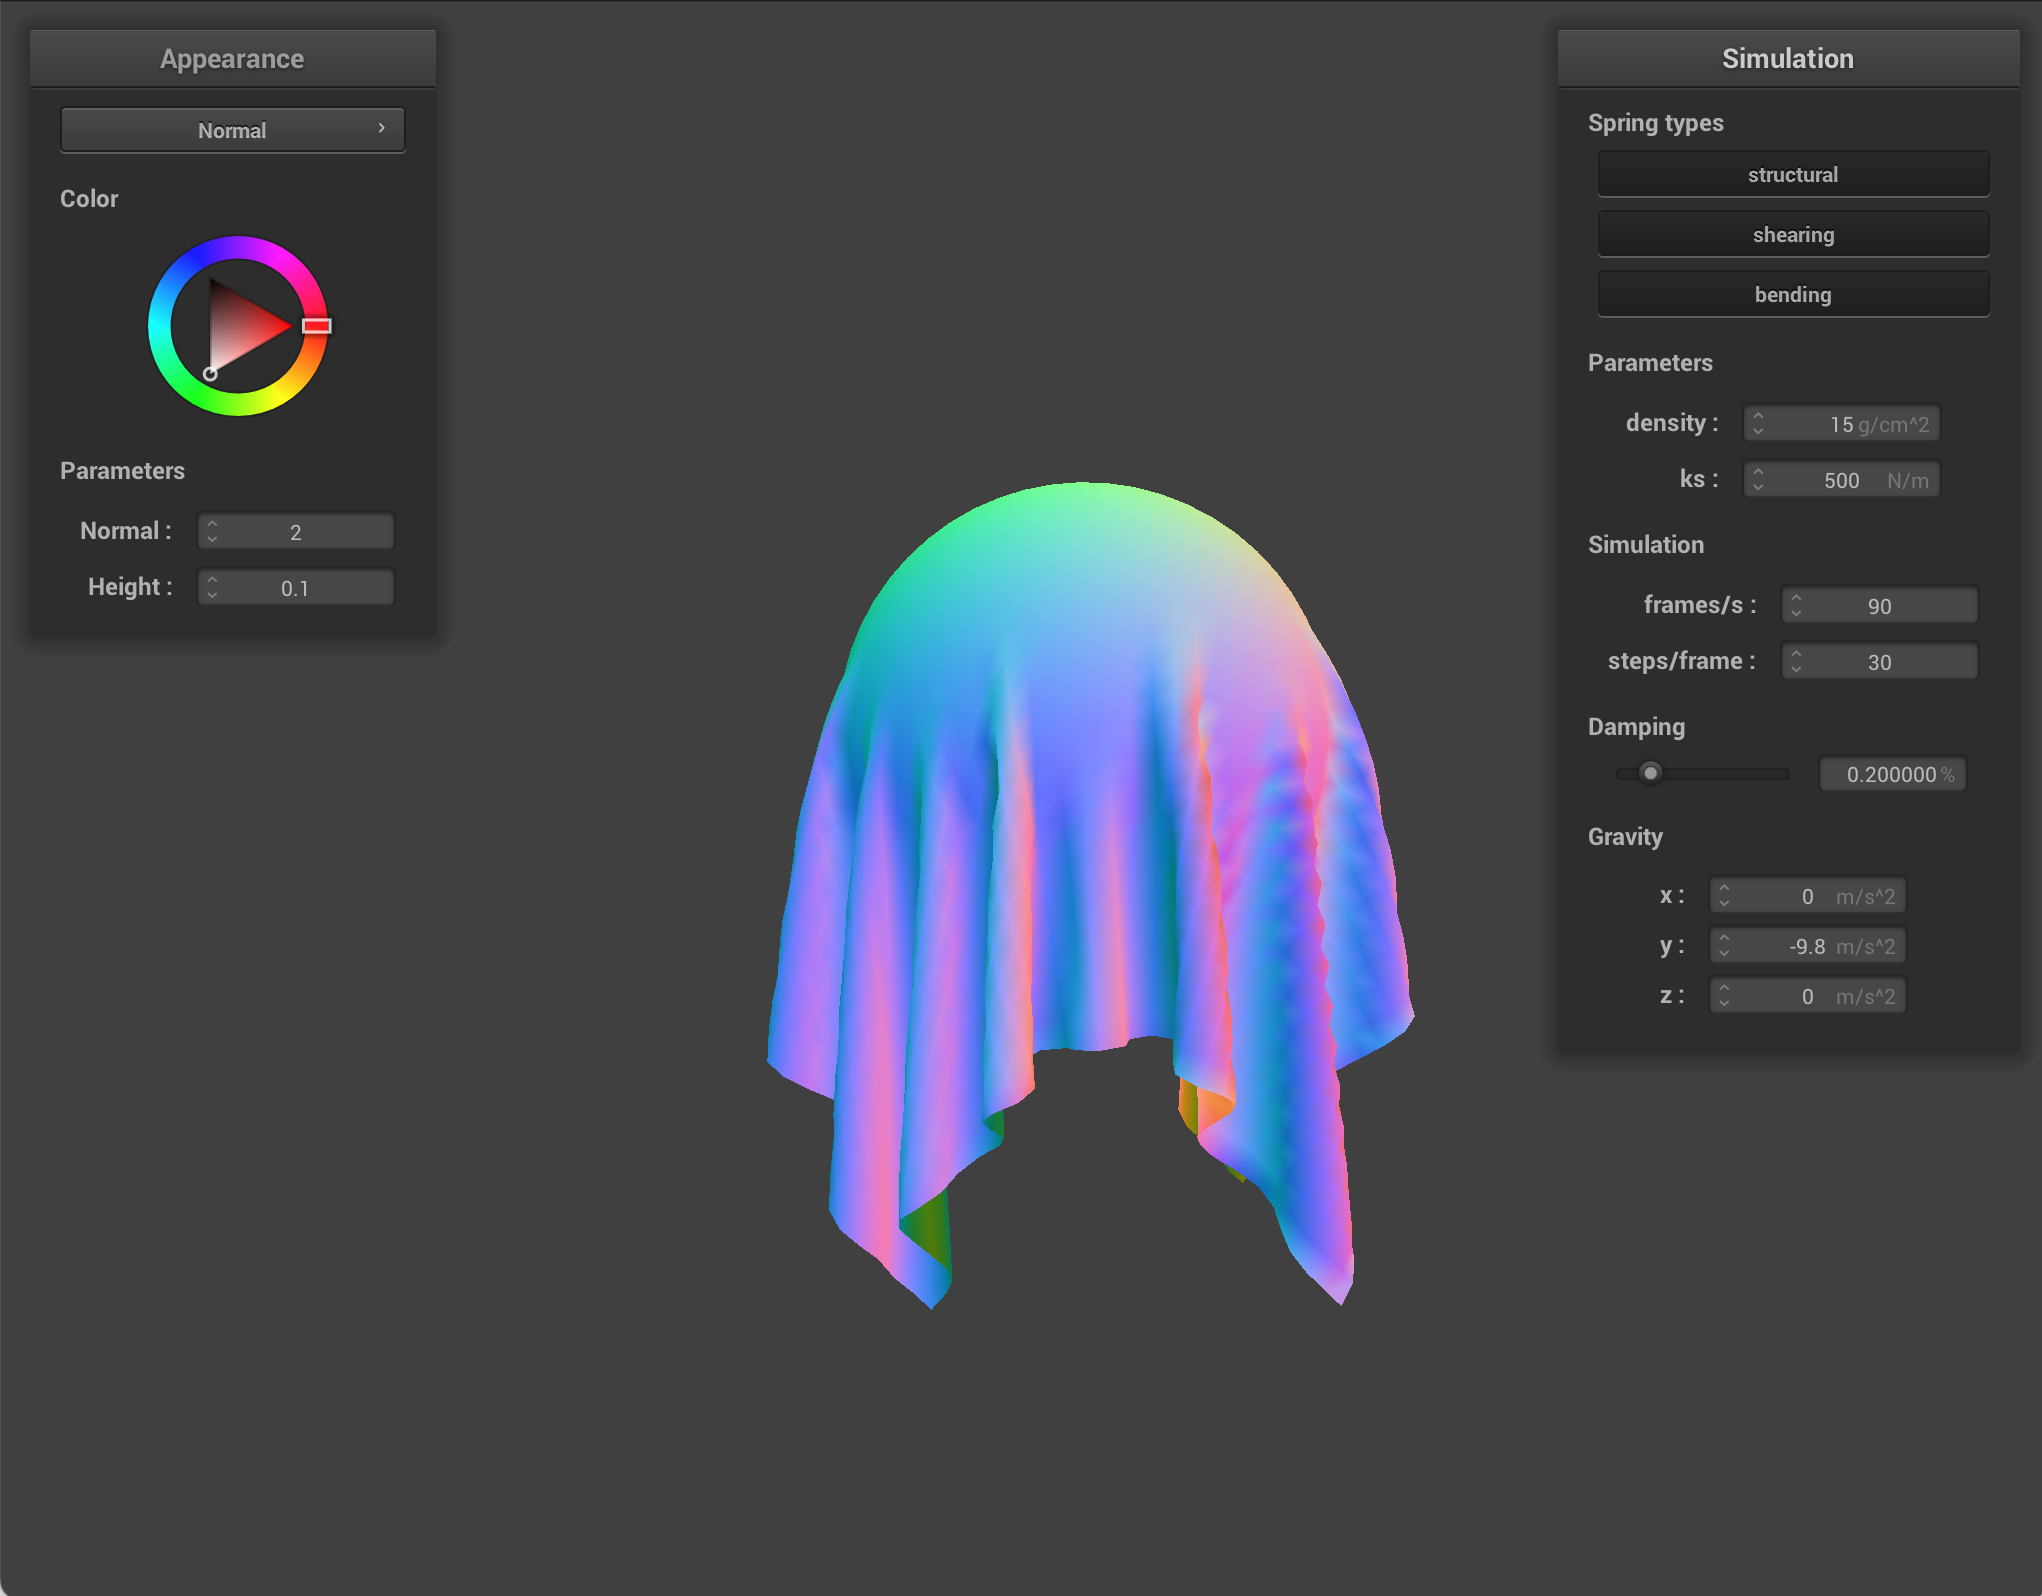 Appearance
Normal
Color
Parameters
Normal : 2
Height : 0.1
Simulation
Spring types
structural
shearing
bending
Parameters
density : 15 g/cm^2
ks : 500 N/m
Simulation
frames/s : 90
steps/frame : 30
Damping
0.200000 %
Gravity
x : 0 m/s^2
y : -9.8 m/s^2
z : 0 m/s^2